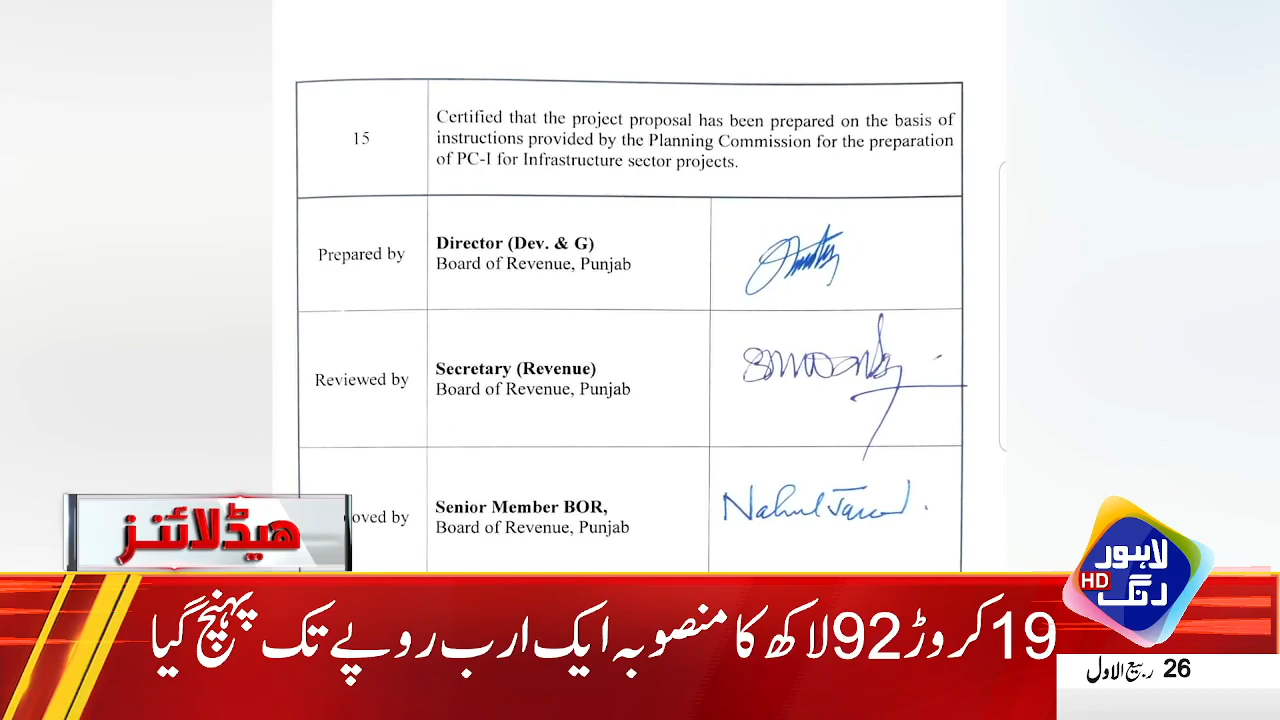 15
Certified that the project proposal has been prepared on the basis of
instructions provided by the Planning Commission for the preparation
of PC-I for Infrastructure sector projects.
Prepared by
Director (Dev. & G)
Board of Revenue, Punjab
Reviewed by
Secretary (Revenue)
Board of Revenue, Punjab
oved by
Senior Member BOR,
Board of Revenue, Punjab
ہیڈلائنز
لاہور
رنگ
HD
19 کروڑ 92 لاکھ کا منصوبہ ایک ارب روپے تک پہنچ گیا
26 ربیع الاول